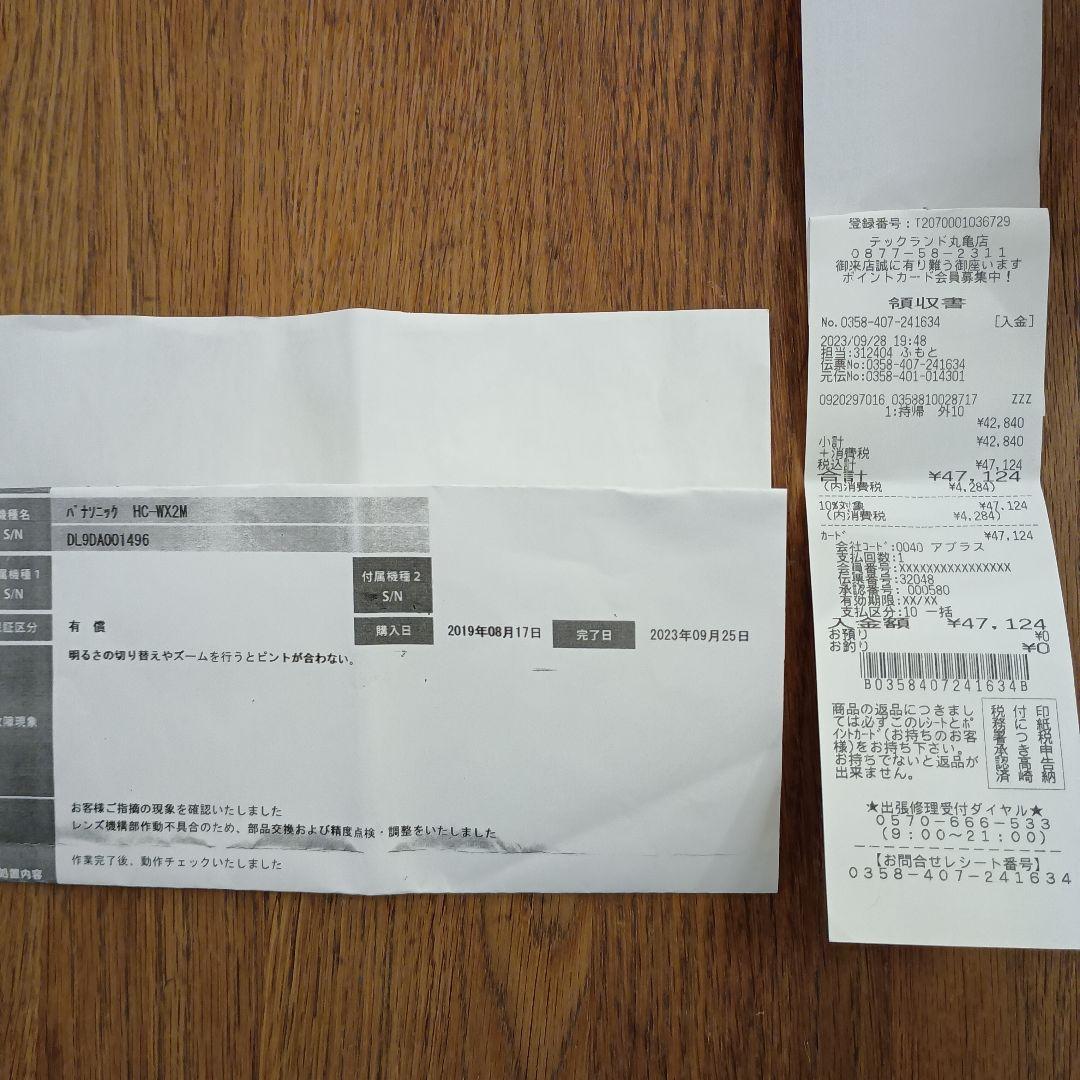 機種名 パナソニック HC-WX2M
S/N DL9DA001496
属機種1 付属機種2
S/N S/N
証区分 有 償 購入日 2019年08月17日 完了日 2023年09月25日
明るさの切り替えやズームを行うとピントが合わない。
故障現象
お客様ご指摘の現象を確認いたしました
レンズ機構部作動不具合のため、部品交換および精度点検・調整をいたしました
作業完了後、動作チェックいたしました
処置内容
登録番号:T2070001036729
テックランド丸亀店
0877-58-2311
御来店誠に有り難う御座います
ポイントカード会員募集中!
領収書
No.0358-407-241634 [入金]
2023/09/28 19:48
担当:312404 ふもと
伝票No:0358-407-241634
元伝No:0358-401-014301
0920297016 0358810028717 ZZZ
1:持帰 外10
¥42,840
小計 ¥42,840
+消費税
税込計 ¥47,124
合計 ¥47,124
(内消費税 ¥4,284)
10%対象 ¥47,124
(内消費税 ¥4,284)
カード ¥47,124
会社コード:0040 アプラス
支払回数:1
会員番号:XXXXXXXXXXXXXXXX
伝票番号:32048
承認番号: 000580
有効期限:XX/XX
支払区分:10 一括
入金額 ¥47,124
お預り ¥0
お釣り ¥0
B0358407241634B
商品の返品につきまし
ては必ずこのレシートとポ
イントカード(お持ちのお客
様)をお持ち下さい。
お持ちでないと返品が
出来ません。
印紙税申告納
付につき高崎
税務署承認済
★出張修理受付ダイヤル★
0570-666-533
(9:00~21:00)
【お問合せレシート番号】
0358-407-241634